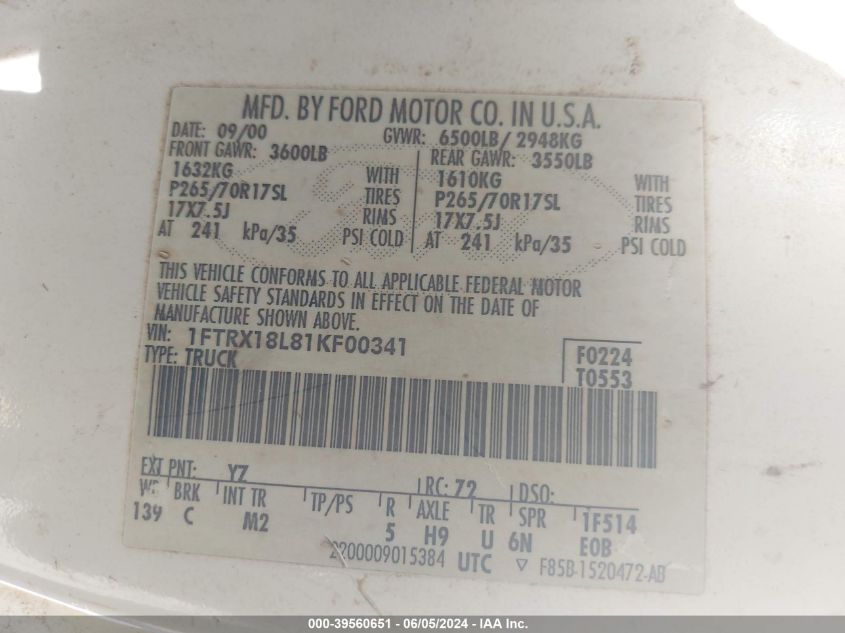 MFD. BY FORD MOTOR CO. IN U.S.A.
DATE: 09/00 GVWR: 6500LB/ 2948KG
FRONT GAWR: 3600LB REAR GAWR: 3550LB
1632KG WITH 1610KG WITH
P265/70R17SL TIRES P265/70R17SL TIRES
17X7.5J RIMS 17X7.5J RIMS
AT 241 kPa/35 PSI COLD AT 241 kPa/35 PSI COLD
THIS VEHICLE CONFORMS TO ALL APPLICABLE FEDERAL MOTOR
VEHICLE SAFETY STANDARDS IN EFFECT ON THE DATE OF
MANUFACTURE SHOWN ABOVE.
VIN: 1FTRX18L81KF00341
TYPE: TRUCK
F0224
T0553
EXT PNT: YZ RC: 72 DSO:
WB BRK INT TR TP/PS R AXLE TR SPR 1F514
139 C M2 5 H9 U 6N EOB
2200009015384 UTC ▽ F85B-1520472-AB
000-39560651 - 06/05/2024 - IAA Inc.